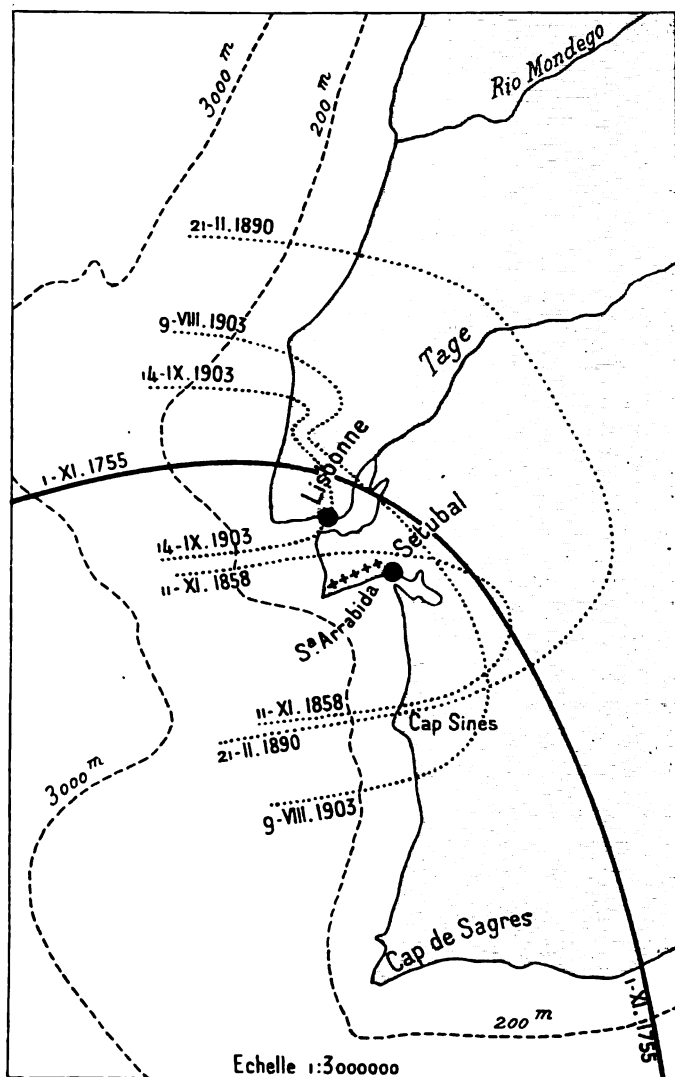 Rio Mondego
3000 m
200 m
21-II.1890
9-VIII.1903
Tage
14-IX.1903
1-XI.1755
Lisbonne
Setubal
14-IX.1903
11-XI.1858
Sª. Arrabida
11-XI.1858
Cap Sines
21-II.1890
3000 m
9-VIII.1903
Cap de Sagres
1-XI.1755
200 m
Echelle 1:3000000